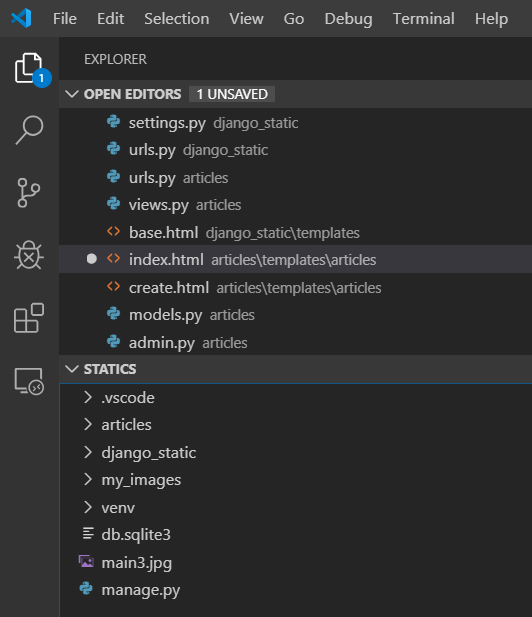 File Edit Selection View Go Debug Terminal Help
EXPLORER
1
OPEN EDITORS 1 UNSAVED
settings.py django_static
urls.py django_static
urls.py articles
views.py articles
base.html django_static\templates
index.html articles\templates\articles
create.html articles\templates\articles
models.py articles
admin.py articles
STATICS
.vscode
articles
django_static
my_images
venv
db.sqlite3
main3.jpg
manage.py